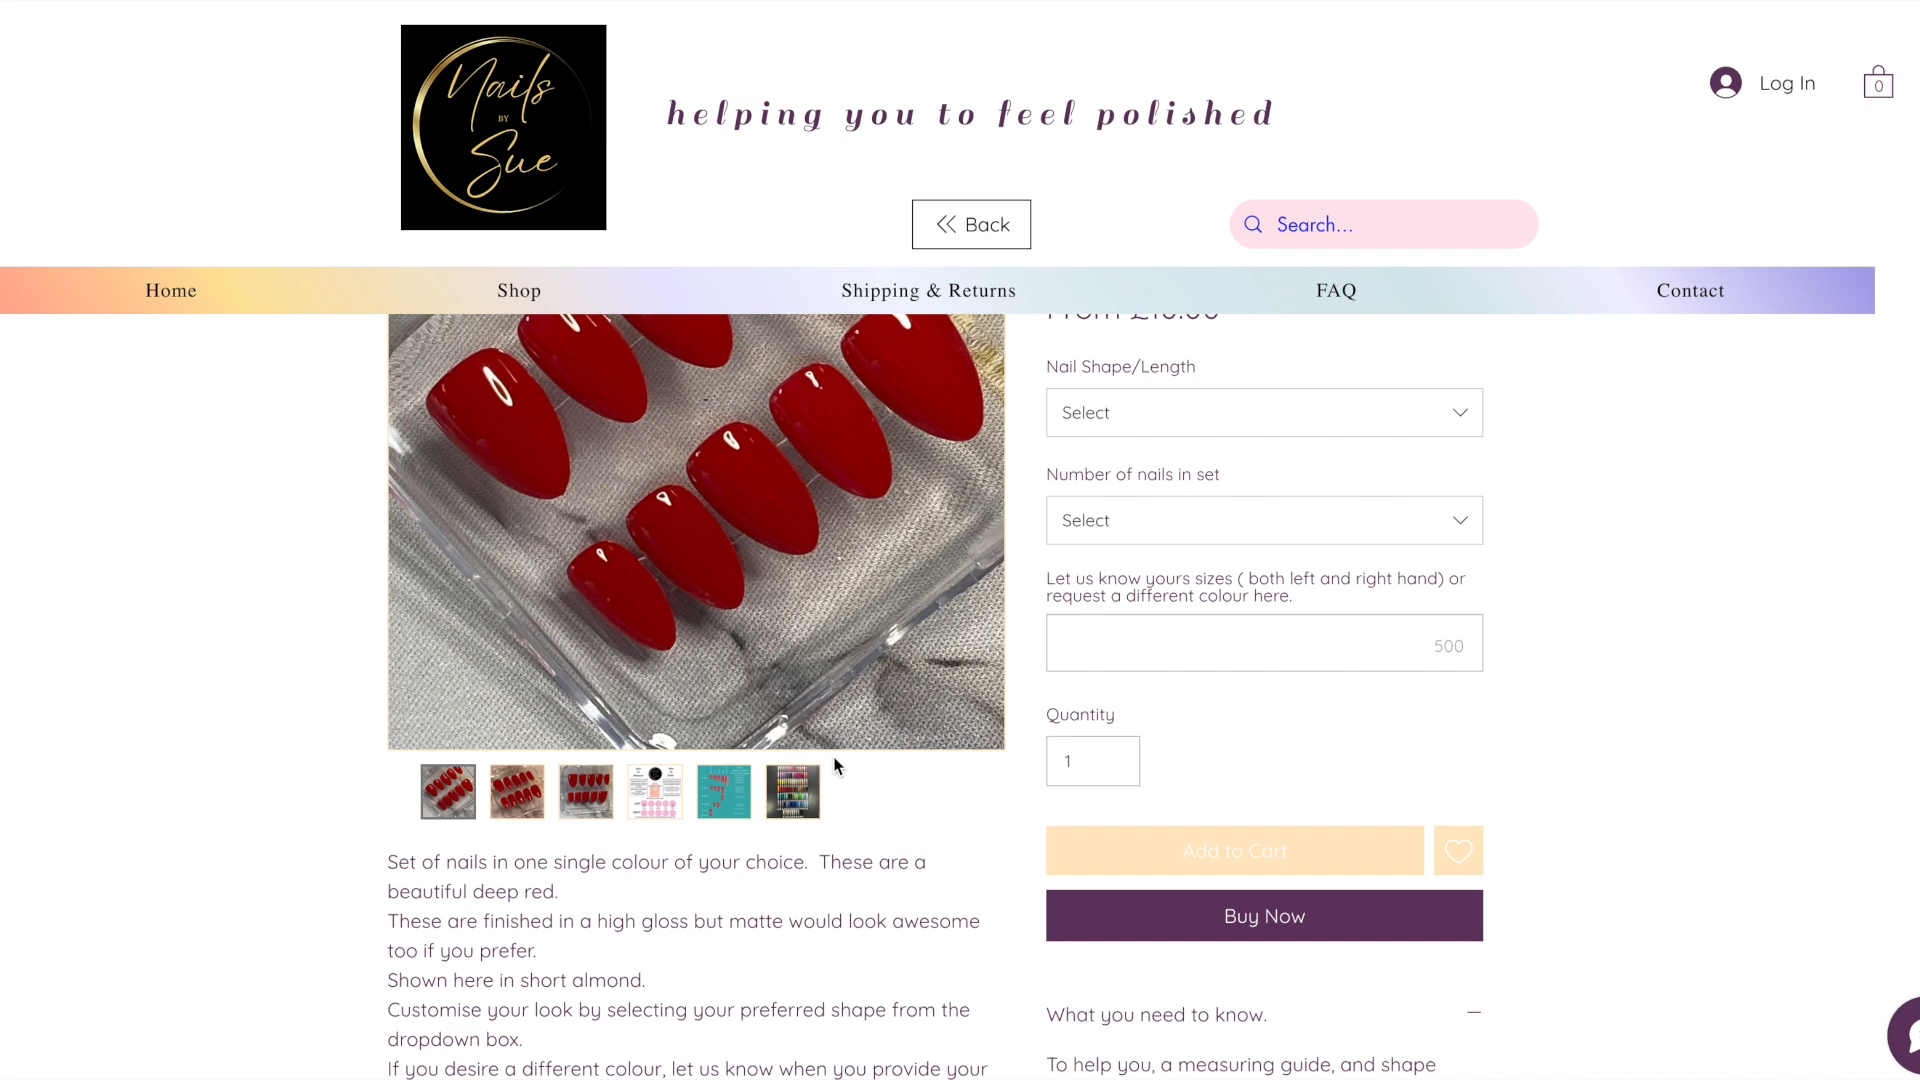 Nails
BY
Sue
helping you to feel polished
Log In
0
Back
Search...
Home
Shop
Shipping & Returns
FAQ
Contact
Nail Shape/Length
Select
Number of nails in set
Select
Let us know yours sizes ( both left and right hand) or
request a different colour here.
500
Quantity
1
Add to Cart
Buy Now
Set of nails in one single colour of your choice.  These are a
beautiful deep red.
These are finished in a high gloss but matte would look awesome
too if you prefer.
Shown here in short almond.
Customise your look by selecting your preferred shape from the
dropdown box.
If you desire a different colour, let us know when you provide your
What you need to know.
To help you, a measuring guide, and shape